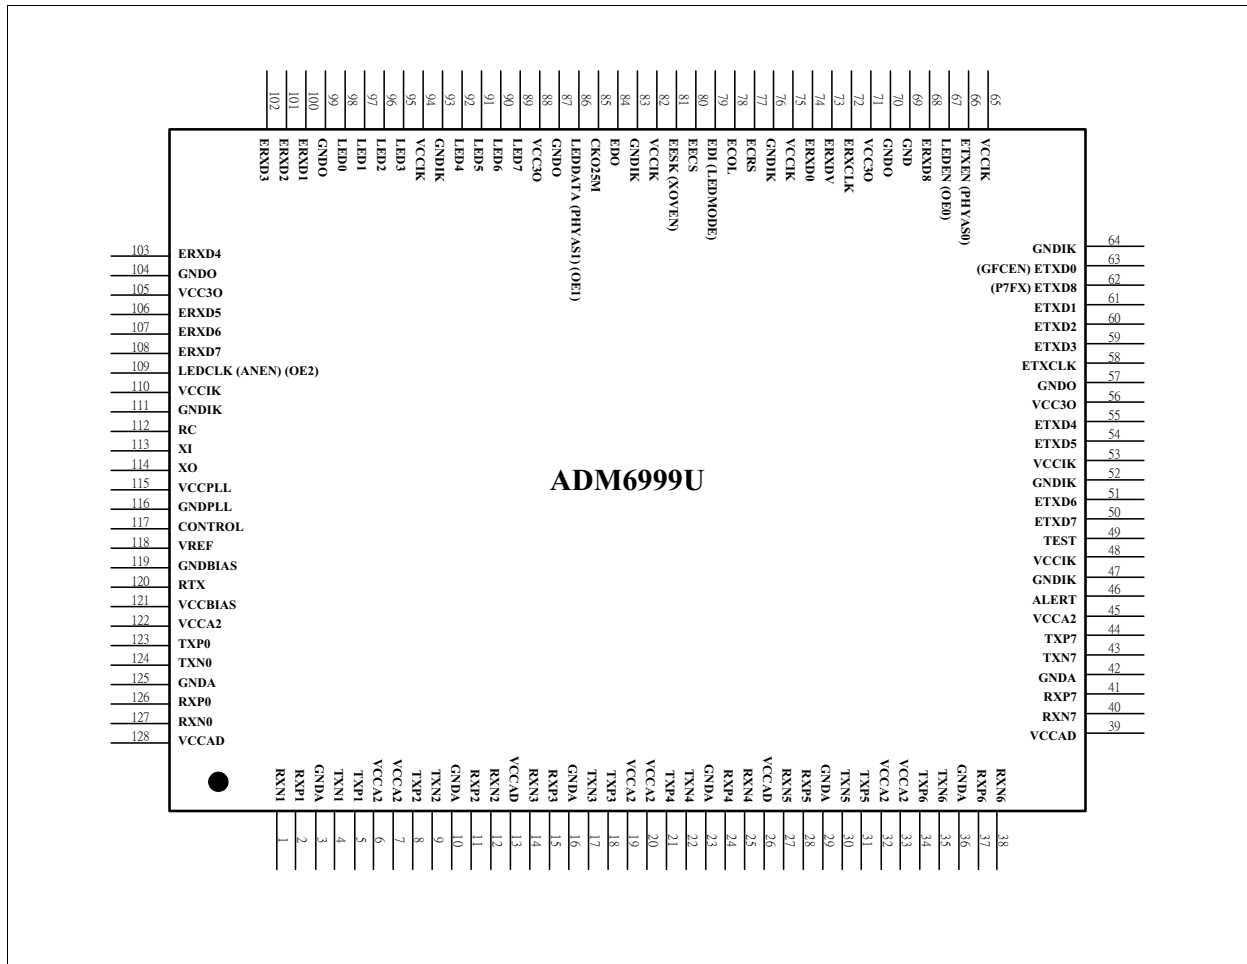 102 101 100 99 98 97 96 95 94 93 92 91 90 89 88 87 86 85 84 83 82 81 80 79 78 77 76 75 74 73 72 71 70 69 68 67 66 65
ERXD3
ERXD2
ERXD1
GNDO
LED0
LED1
LED2
LED3
VCCIK
GNDIK
LED4
LED5
LED6
LED7
VCC3O
GNDO
LEDDATA (PHYAS1) (OE1)
CKO25M
EDO
GNDIK
VCCIK
EESK (XOVEN)
EECS
EDI (LEDMODE)
ECOL
ECRS
GNDIK
VCCIK
ERXD0
ERXDV
ERXCLK
VCC3O
GNDO
GND
ERXD8
LEDEN (OE0)
ETXEN (PHYAS0)
VCCIK
103 ERXD4
104 GNDO
105 VCC3O
106 ERXD5
107 ERXD6
108 ERXD7
109 LEDCLK (ANEN) (OE2)
110 VCCIK
111 GNDIK
112 RC
113 XI
114 XO
115 VCCPLL
116 GNDPLL
117 CONTROL
118 VREF
119 GNDBIAS
120 RTX
121 VCCBIAS
122 VCCA2
123 TXP0
124 TXN0
125 GNDA
126 RXP0
127 RXN0
128 VCCAD
ADM6999U
GNDIK 64
(GFCEN) ETXD0 63
(P7FX) ETXD8 62
ETXD1 61
ETXD2 60
ETXD3 59
ETXCLK 58
GNDO 57
VCC3O 56
ETXD4 55
ETXD5 54
VCCIK 53
GNDIK 52
ETXD6 51
ETXD7 50
TEST 49
VCCIK 48
GNDIK 47
ALERT 46
VCCA2 45
TXP7 44
TXN7 43
GNDA 42
RXP7 41
RXN7 40
VCCAD 39
RXN1
RXP1
GNDA
TXN1
TXP1
VCCA2
VCCA2
TXP2
TXN2
GNDA
RXP2
RXN2
VCCAD
RXN3
RXP3
GNDA
TXN3
TXP3
VCCA2
VCCA2
TXP4
TXN4
GNDA
RXP4
RXN4
VCCAD
RXN5
RXP5
GNDA
TXN5
TXP5
VCCA2
VCCA2
TXP6
TXN6
GNDA
RXP6
RXN6
1 2 3 4 5 6 7 8 9 10 11 12 13 14 15 16 17 18 19 20 21 22 23 24 25 26 27 28 29 30 31 32 33 34 35 36 37 38